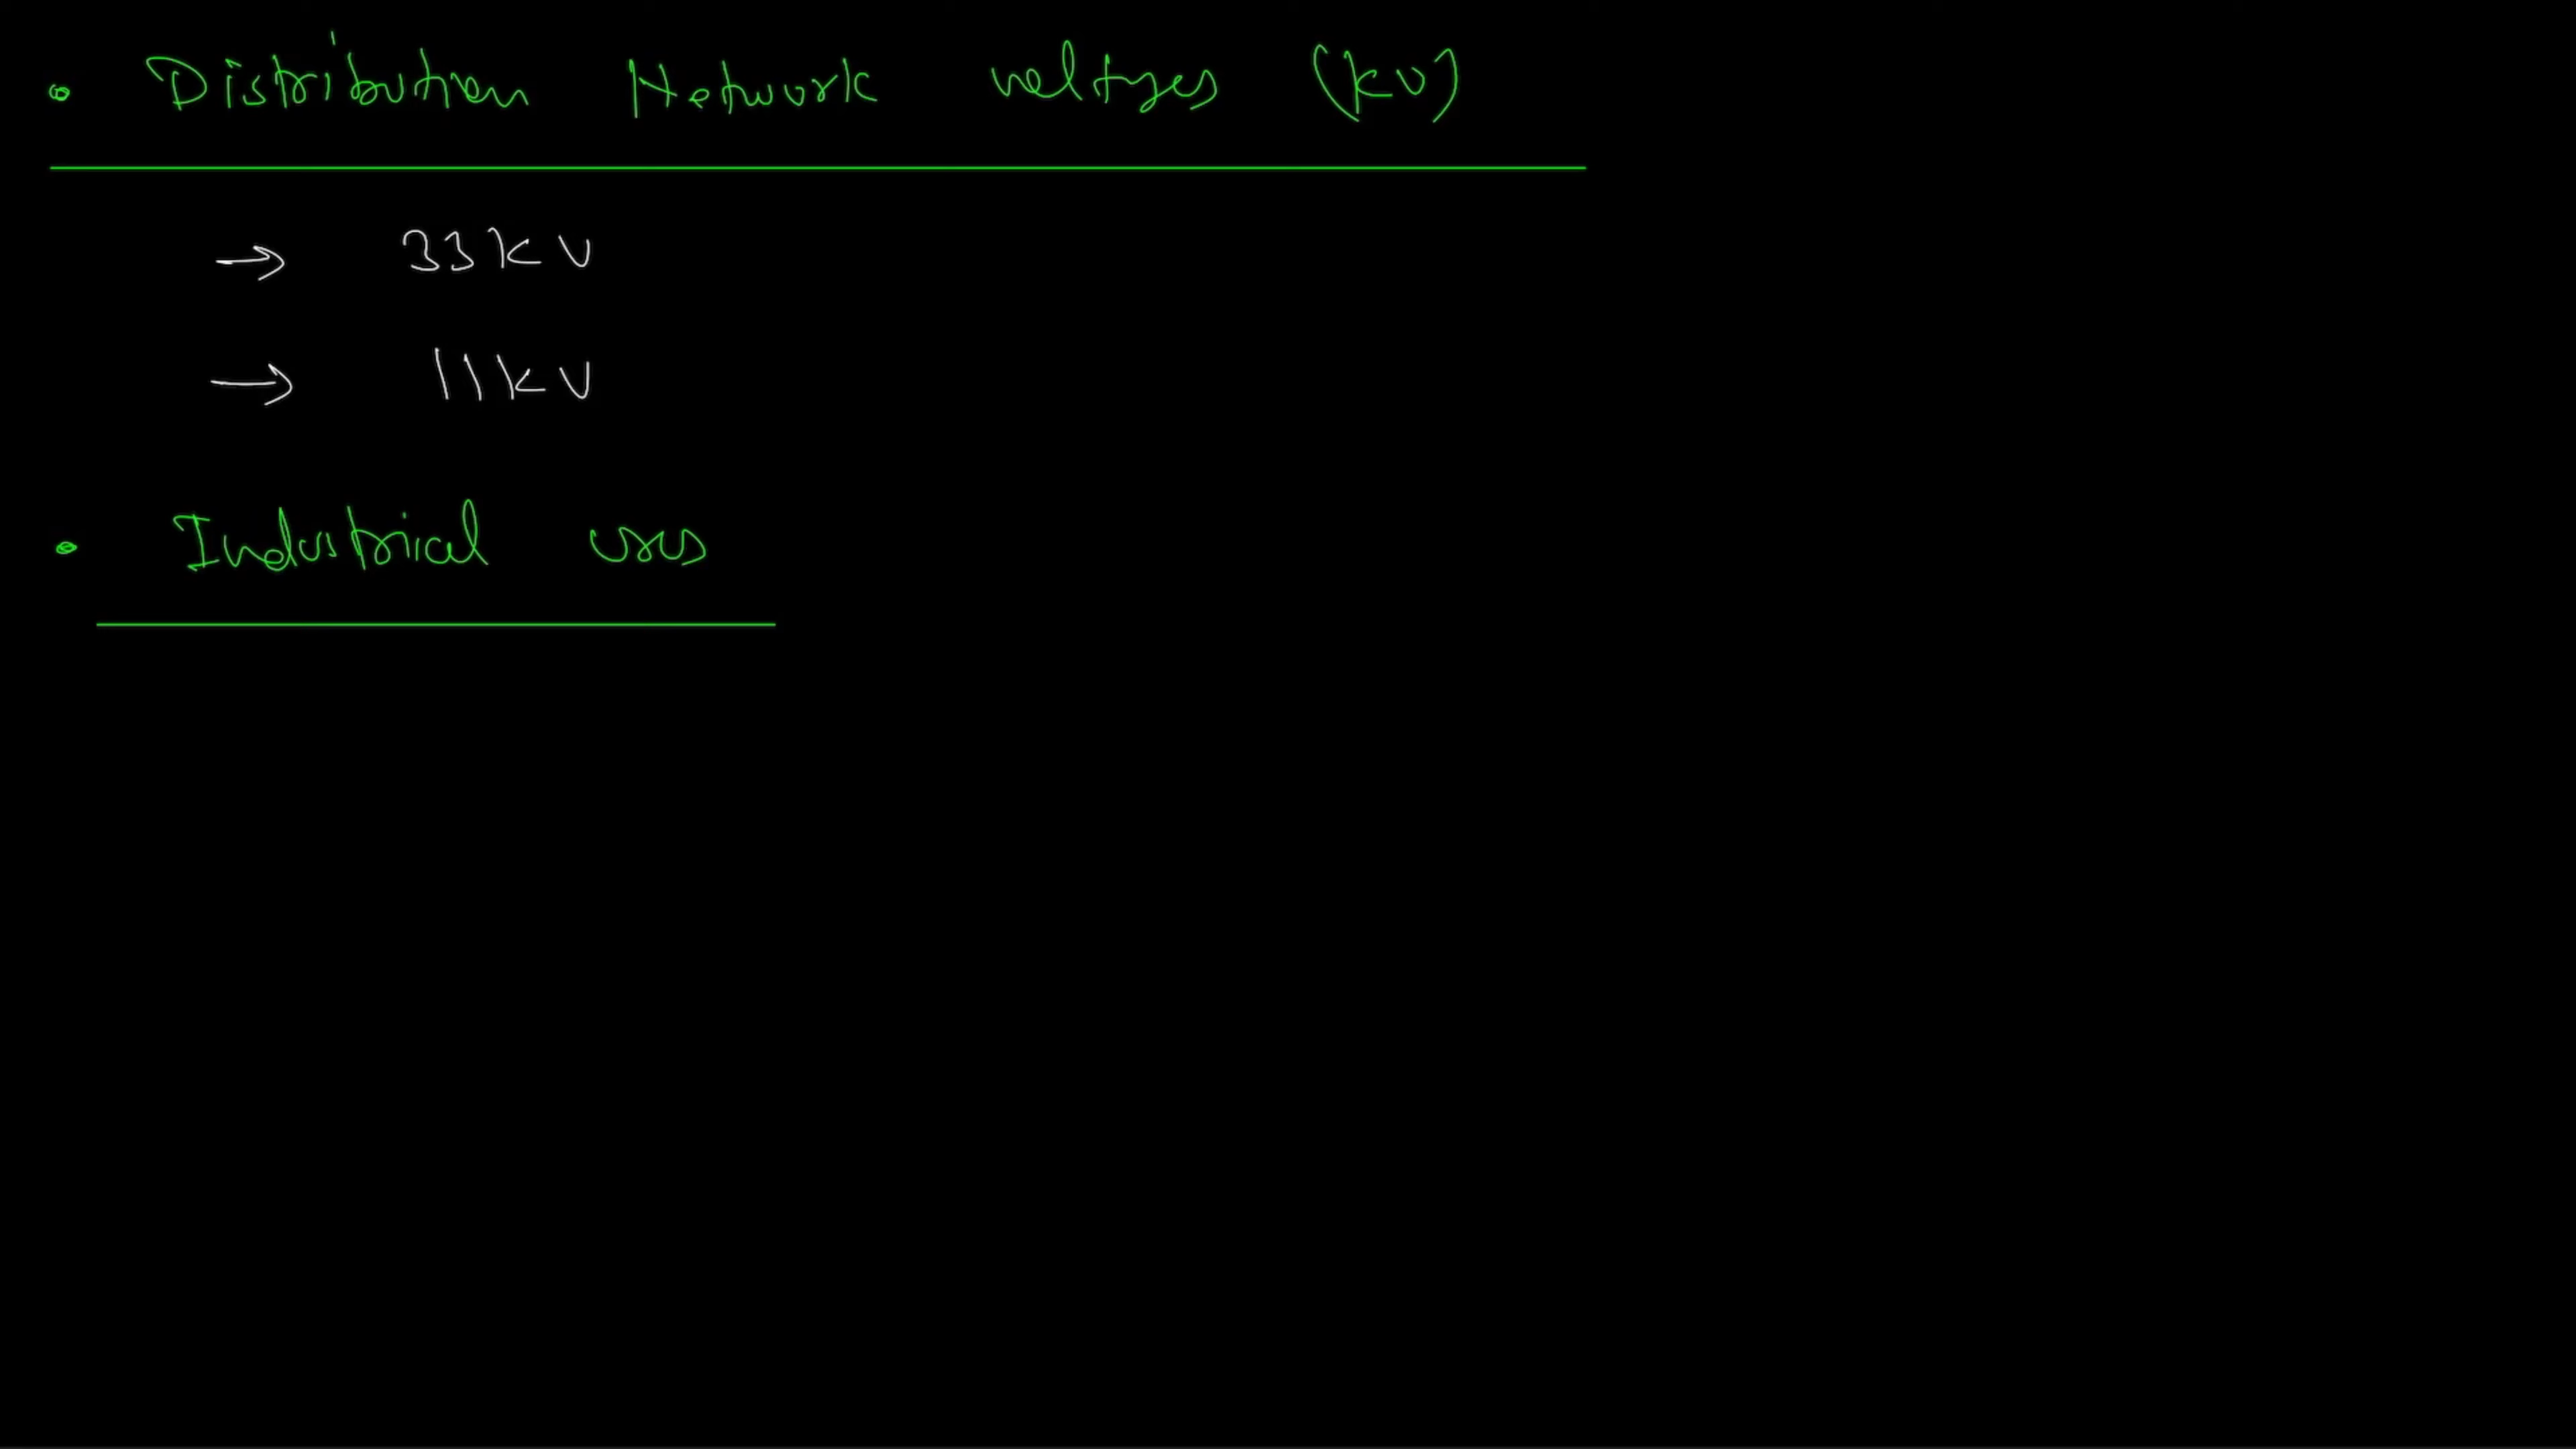 • Distribution Network voltages (kv)
→ 33kv
→ 11kv
• Industrial uses